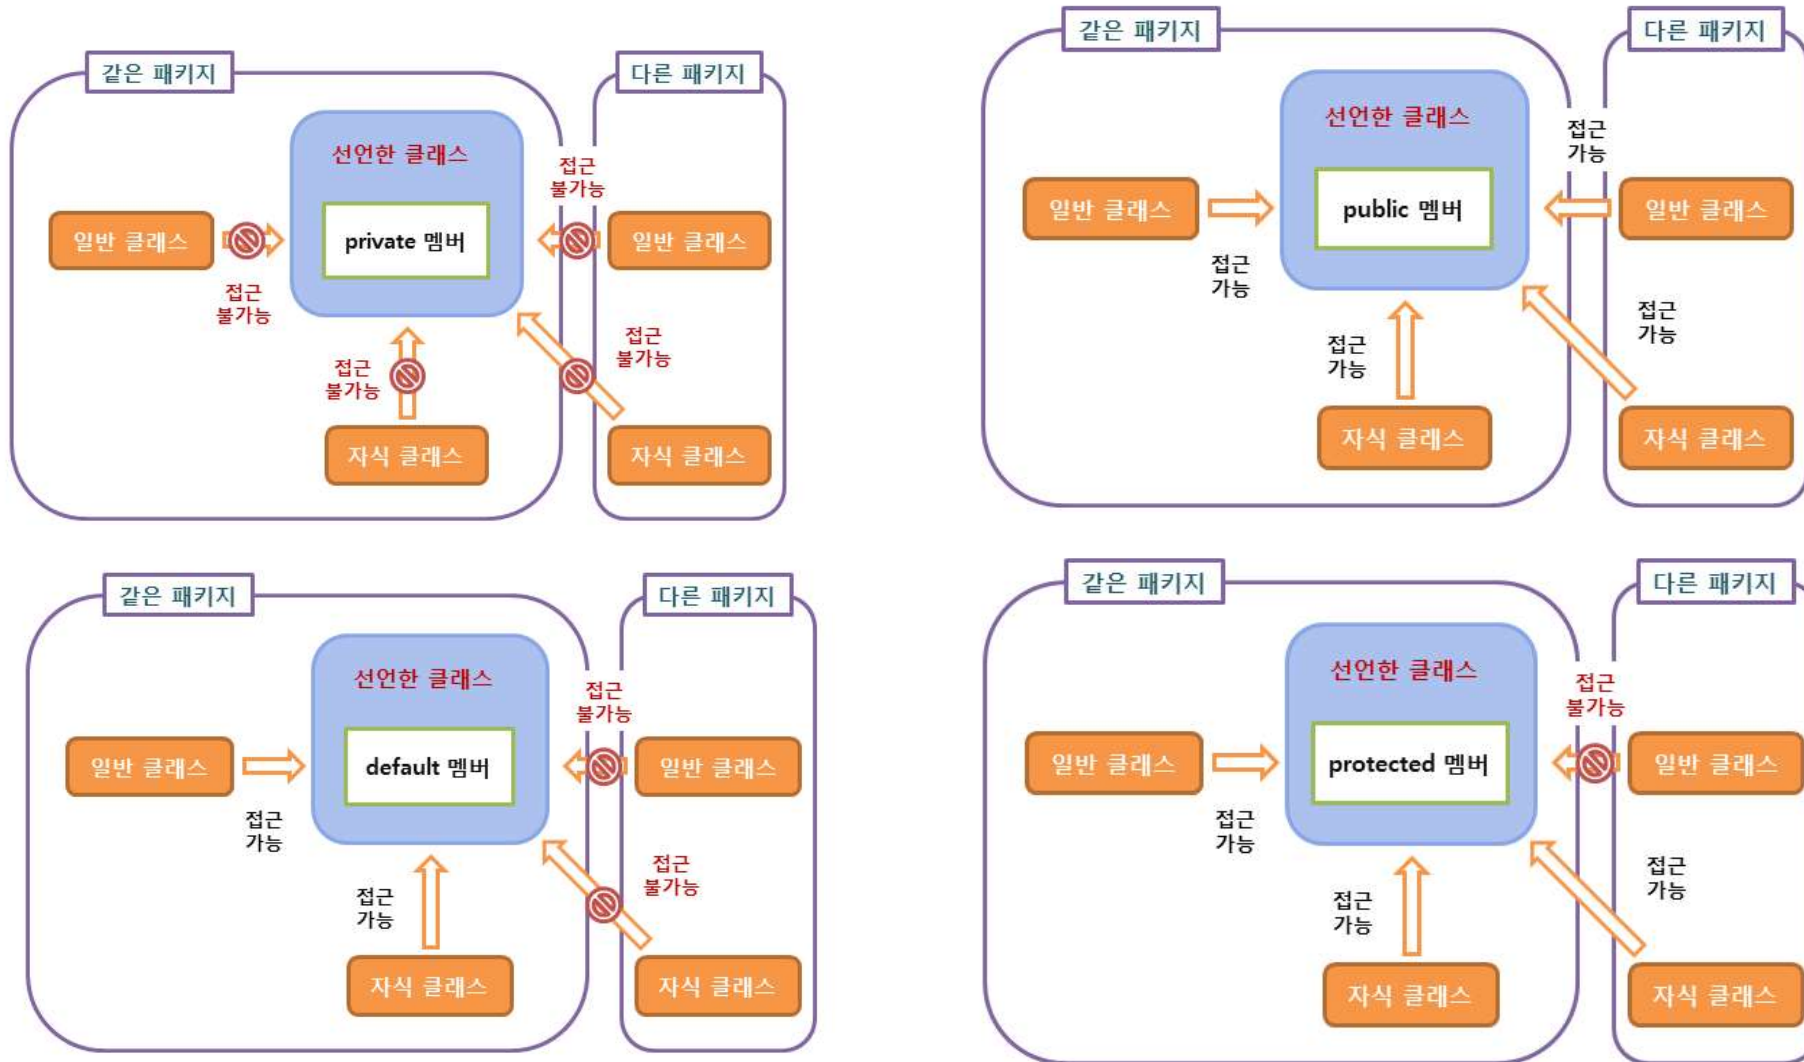 같은 패키지
다른 패키지
선언한 클래스
접근
불가능
일반 클래스
private 멤버
일반 클래스
접근
불가능
접근
불가능
접근
불가능
자식 클래스
자식 클래스
같은 패키지
다른 패키지
선언한 클래스
접근
가능
일반 클래스
public 멤버
일반 클래스
접근
가능
접근
가능
접근
가능
자식 클래스
자식 클래스
같은 패키지
다른 패키지
선언한 클래스
접근
불가능
일반 클래스
default 멤버
일반 클래스
접근
가능
접근
불가능
접근
가능
자식 클래스
자식 클래스
같은 패키지
다른 패키지
선언한 클래스
접근
불가능
일반 클래스
protected 멤버
일반 클래스
접근
가능
접근
가능
접근
가능
자식 클래스
자식 클래스